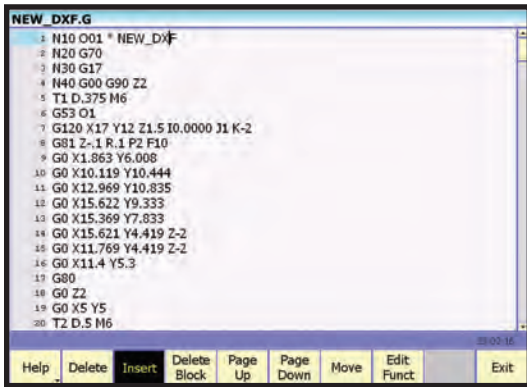 NEW_DXF.G
1 N10 O01 * NEW_DXF
2 N20 G70
3 N30 G17
4 N40 G00 G90 Z2
5 T1 D.375 M6
6 G53 O1
7 G120 X17 Y12 Z1.5 I0.0000 J1 K-2
8 G81 Z-.1 R.1 P2 F10
9 G0 X1.863 Y6.008
10 G0 X10.119 Y10.444
11 G0 X12.969 Y10.835
12 G0 X15.622 Y9.333
13 G0 X15.369 Y7.833
14 G0 X15.621 Y4.419 Z-2
15 G0 X11.769 Y4.419 Z-2
16 G0 X11.4 Y5.3
17 G80
18 G0 Z2
19 G0 X5 Y5
20 T2 D.5 M6
Help Delete Insert Delete Block Page Up Page Down Move Edit Funct Exit